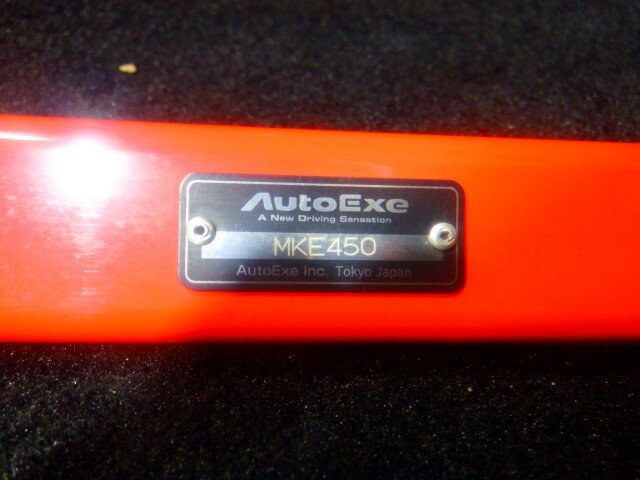 AutoExe
A New Driving Sensation
MKE450
AutoExe Inc. Tokyo Japan